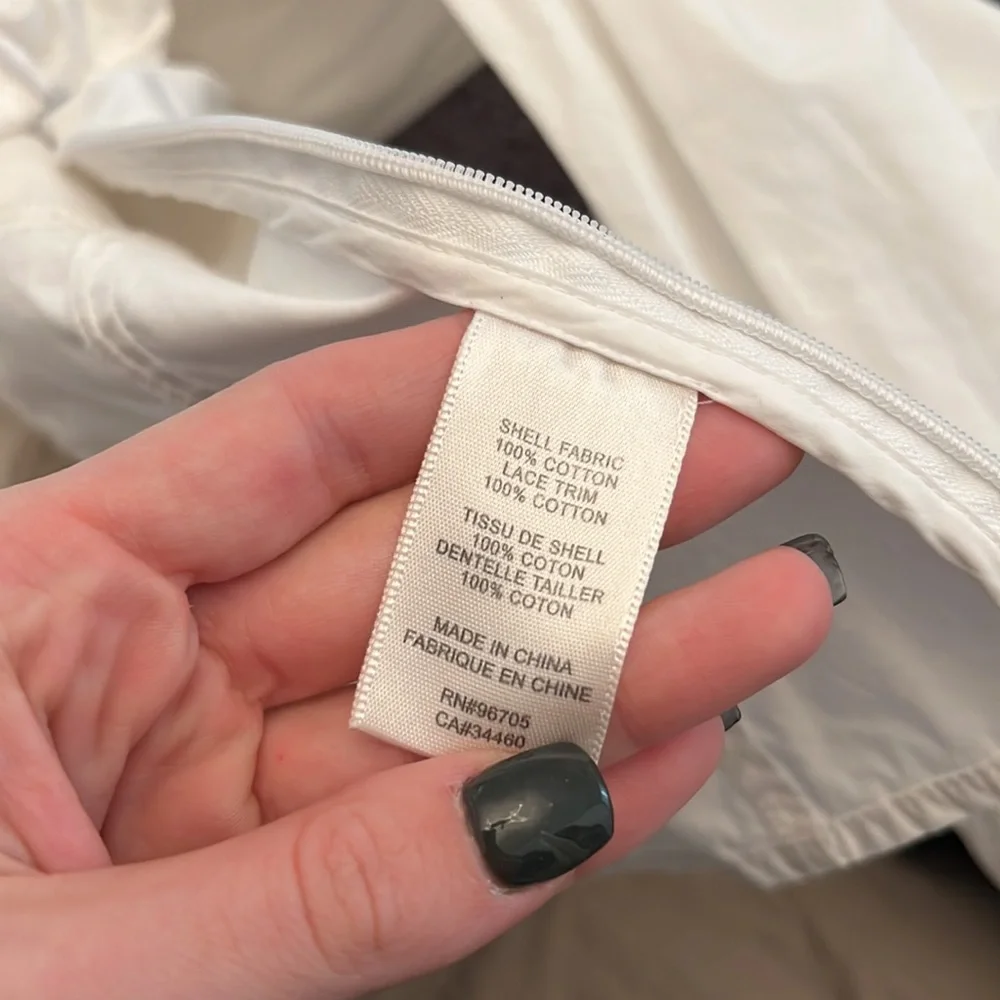 SHELL FABRIC
100% COTTON
LACE TRIM
100% COTTON
TISSU DE SHELL
100% COTON
DENTELLE TAILLER
100% COTON
MADE IN CHINA
FABRIQUE EN CHINE
RN#96705
CA#34460